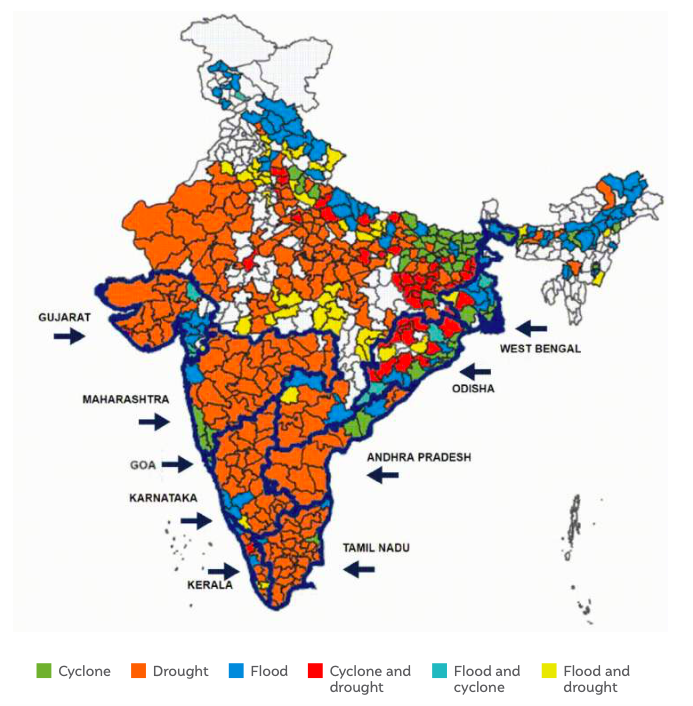 GUJARAT
WEST BENGAL
ODISHA
MAHARASHTRA
ANDHRA PRADESH
GOA
KARNATAKA
TAMIL NADU
KERALA
Cyclone
Drought
Flood
Cyclone and
drought
Flood and
cyclone
Flood and
drought